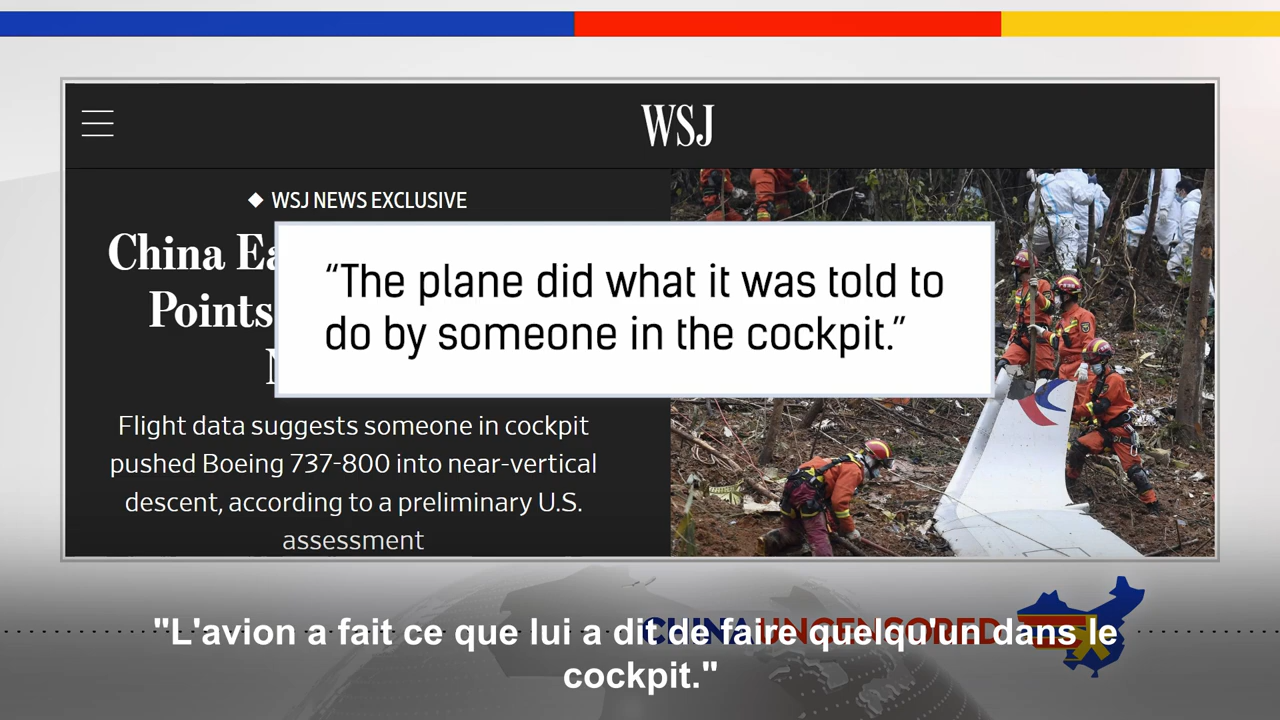 WSJ
WSJ NEWS EXCLUSIVE
China
Points
“The plane did what it was told to
do by someone in the cockpit.”
Flight data suggests someone in cockpit
pushed Boeing 737-800 into near-vertical
descent, according to a preliminary U.S.
assessment
CHINA UNCENSORED
"L'avion a fait ce que lui a dit de faire quelqu'un dans le
cockpit."